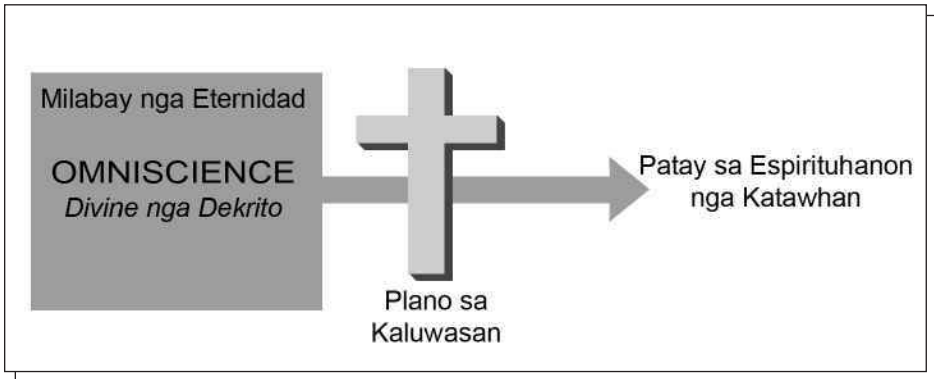 Milabay nga Eternidad
OMNISCIENCE
Divine nga Dekrito
Plano sa
Kaluwasan
Patay sa Espirituhanon
nga Katawhan